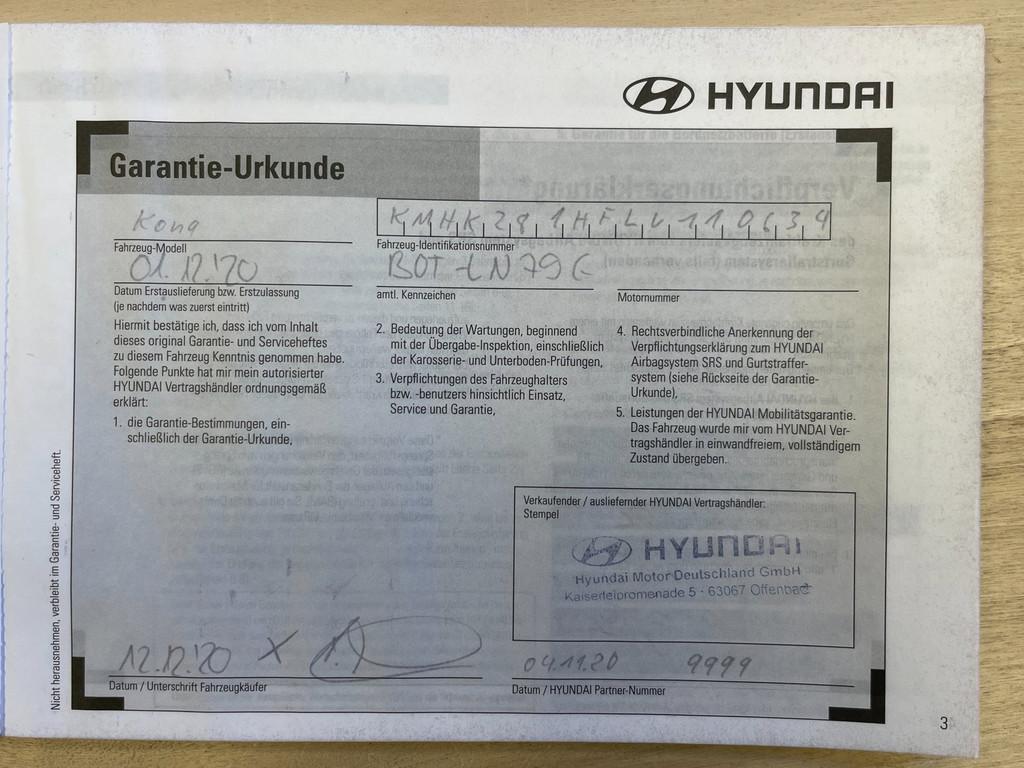 HYUNDAI
Garantie-Urkunde
Kona
KMHK281HFLU110634
Fahrzeug-Modell
Fahrzeug-Identifikationsnummer
01.12.'20
BOT-LN79E
Datum Erstauslieferung bzw. Erstzulassung
(je nachdem was zuerst eintritt)
amtl. Kennzeichen
Motornummer
Hiermit bestätige ich, dass ich vom Inhalt
dieses original Garantie- und Serviceheftes
zu diesem Fahrzeug Kenntnis genommen habe.
Folgende Punkte hat mir mein autorisierter
HYUNDAI Vertragshändler ordnungsgemäß
erklärt:
1. die Garantie-Bestimmungen, ein-
schließlich der Garantie-Urkunde,
2. Bedeutung der Wartungen, beginnend
mit der Übergabe-Inspektion, einschließlich
der Karosserie- und Unterboden-Prüfungen,
3. Verpflichtungen des Fahrzeughalters
bzw. -benutzers hinsichtlich Einsatz,
Service und Garantie,
4. Rechtsverbindliche Anerkennung der
Verpflichtungserklärung zum HYUNDAI
Airbagsystem SRS und Gurtstraffer-
system (siehe Rückseite der Garantie-
Urkunde),
5. Leistungen der HYUNDAI Mobilitätsgarantie.
Das Fahrzeug wurde mir vom HYUNDAI Ver-
tragshändler in einwandfreiem, vollständigem
Zustand übergeben.
Verkaufender / ausliefernder HYUNDAI Vertragshändler:
Stempel
HYUNDAI
Hyundai Motor Deutschland GmbH
Kaiserleipromenade 5 · 63067 Offenbach
12.12.'20 X
04.11.20 9999
Datum / Unterschrift Fahrzeugkäufer
Datum / HYUNDAI Partner-Nummer
Nicht herausnehmen, verbleibt im Garantie- und Serviceheft.
3